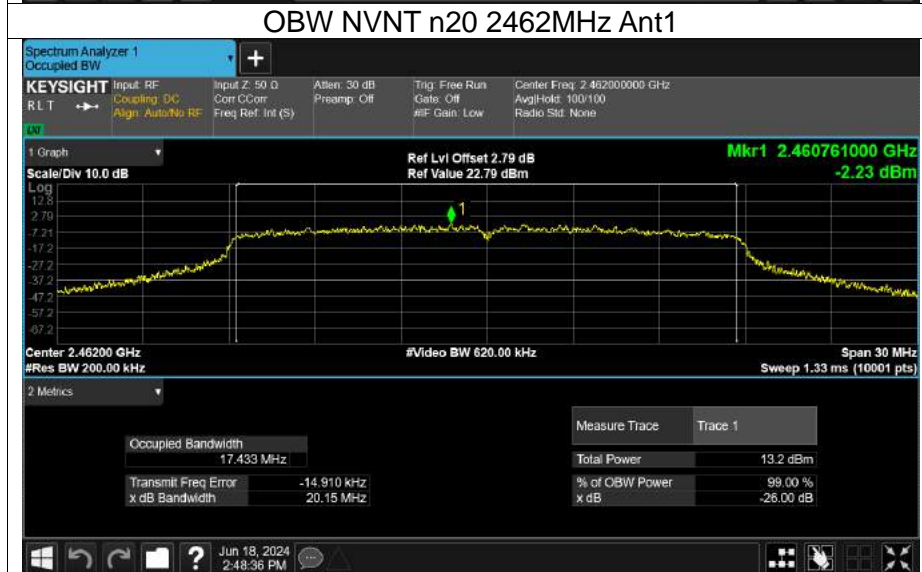 OBW NVNT n20 2462MHz Ant1
Spectrum Analyzer 1
Occupied BW
+
KEYSIGHT
Input: RF
Coupling: DC
Align: Auto/No RF
Input Z: 50 Ω
Corr CCorr
Freq Ref: Int (S)
Atten: 30 dB
Preamp: Off
Trig: Free Run
Gate: Off
#IF Gain: Low
Center Freq: 2.462000000 GHz
Avg|Hold: 100/100
Radio Std: None
R L T
LXI
1 Graph
Scale/Div 10.0 dB
Ref Lvl Offset 2.79 dB
Ref Value 22.79 dBm
Mkr1 2.460761000 GHz
-2.23 dBm
Log
12.8
2.79
-7.21
-17.2
-27.2
-37.2
-47.2
-57.2
-67.2
1
Center 2.46200 GHz
#Res BW 200.00 kHz
#Video BW 620.00 kHz
Span 30 MHz
Sweep 1.33 ms (10001 pts)
2 Metrics
Measure Trace Trace 1
Occupied Bandwidth
17.433 MHz
Total Power 13.2 dBm
Transmit Freq Error -14.910 kHz
% of OBW Power 99.00 %
x dB Bandwidth 20.15 MHz
x dB -26.00 dB
?
Jun 18, 2024
2:48:36 PM